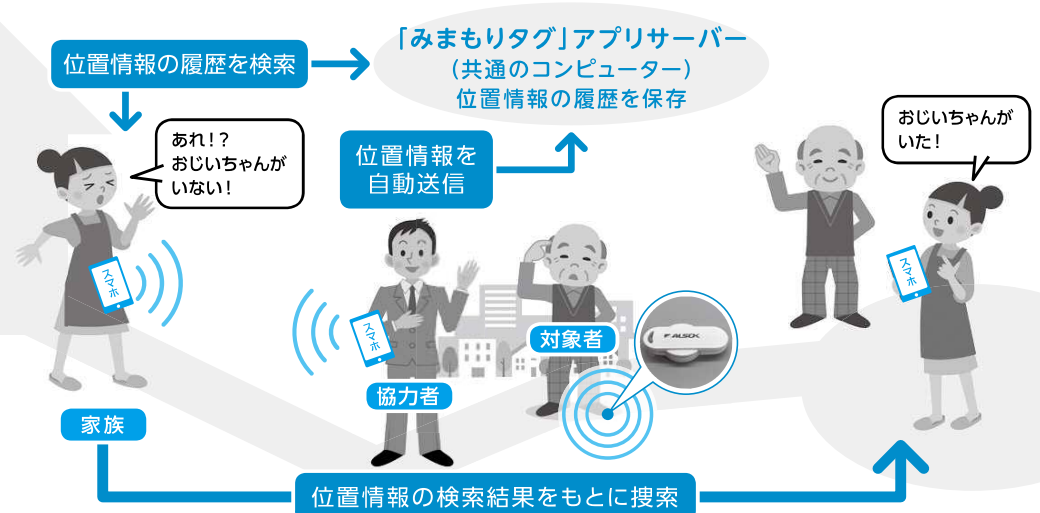 位置情報の履歴を検索
「みまもりタグ」アプリサーバー
(共通のコンピューター)
位置情報の履歴を保存
あれ!?
おじいちゃんが
いない!
位置情報を
自動送信
おじいちゃんが
いた!
スマホ
スマホ
スマホ
対象者
ALSOK
協力者
家族
位置情報の検索結果をもとに捜索